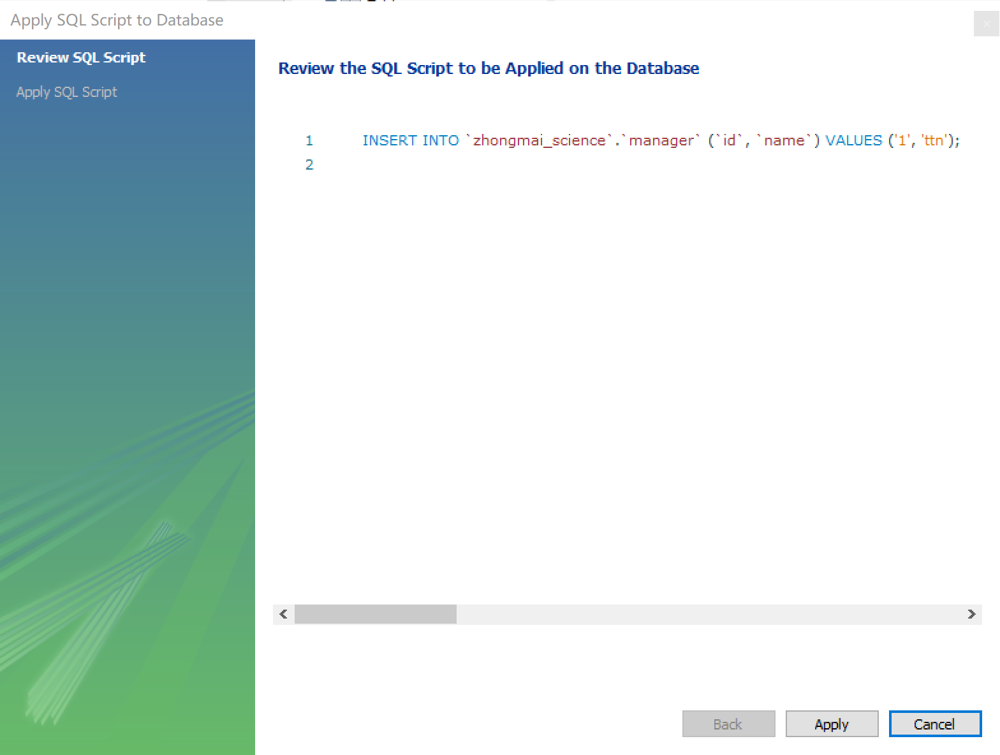 Apply SQL Script to Database
Review SQL Script
Apply SQL Script
Review the SQL Script to be Applied on the Database
1 INSERT INTO `zhongmai_science`.`manager` (`id`, `name`) VALUES ('1', 'ttn');
2
Back Apply Cancel